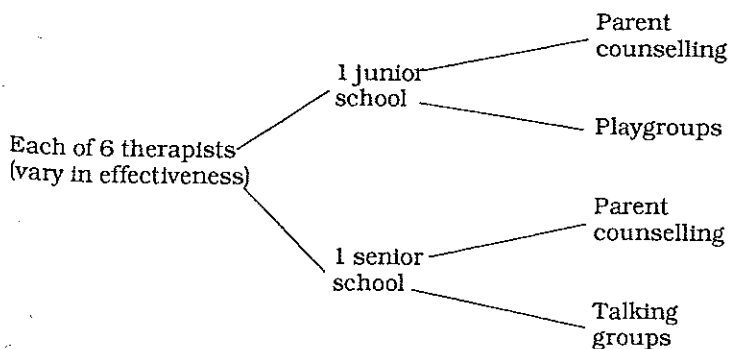 Parent
counselling
1 junior
school
Playgroups
Each of 6 therapists
(vary in effectiveness)
Parent
counselling
1 senior
school
Talking
groups